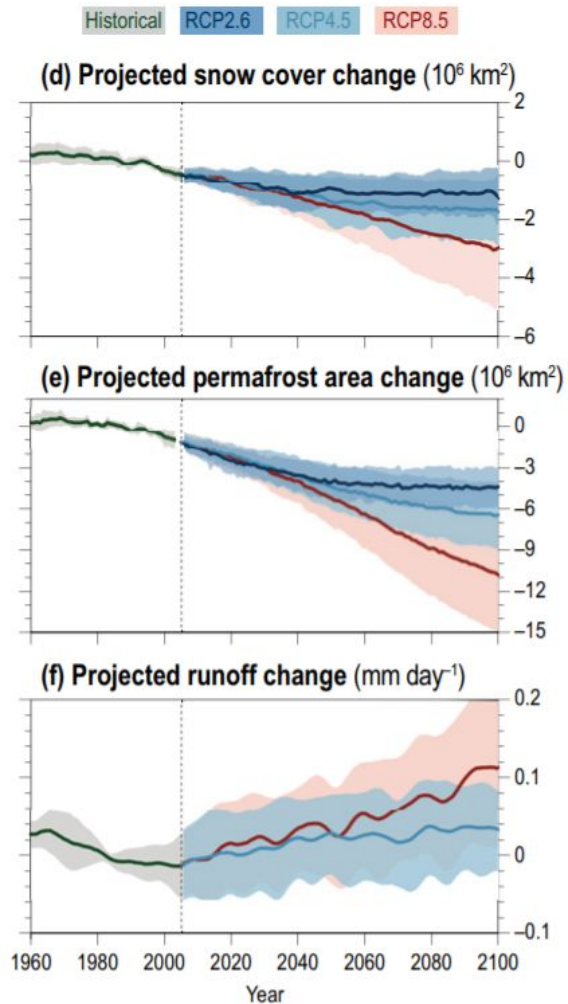 Historical RCP2.6 RCP4.5 RCP8.5
(d) Projected snow cover change (10⁶ km²)
2
0
−2
−4
−6
(e) Projected permafrost area change (10⁶ km²)
0
−3
−6
−9
−12
−15
(f) Projected runoff change (mm day⁻¹)
0.2
0.1
0
−0.1
1960 1980 2000 2020 2040 2060 2080 2100
Year